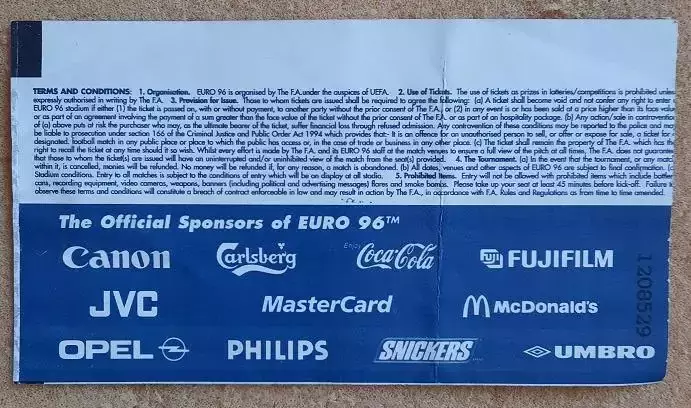 TERMS AND CONDITIONS: 1. Organisation. EURO 96 is organised by The F.A. under the auspices of UEFA. 2. Use of Tickets. The use of tickets as prizes in lotteries/competitions is prohibited unless
expressly authorised in writing by The F.A. 3. Provision for Issue. Those to whom tickets are issued shall be required to agree the following: (a) A ticket shall become void and not confer any right to enter
EURO 96 stadium if either (1) the ticket is passed on, with or without payment, to another party without the prior consent of The F.A. or (2) in any event is or has been sold at a price higher than its face value
or as part of an agreement involving the payment of a sum greater than the face value of the ticket without the prior consent of The F.A. or as part of an hospitality package. (b) Any action/sale in contravention
of (a) above puts at risk the purchaser who may, as the ultimate bearer of the ticket, suffer financial loss through refused admission. Any contravention of these conditions may be reported to the police and may
be liable to prosecution under section 166 of the Criminal Justice and Public Order Act 1994 which provides that:- It is an offence for an unauthorised person to sell, or offer or expose for sale, a ticket for
designated football match in any public place or place to which the public has access or, in the case of trade or business in any other place. (c) The ticket shall remain the property of The F.A. which has the
right to recall the ticket at any time should it so wish. Whilst every effort is made by The F.A. and its EURO 96 staff at the match venues to ensure a full view of the pitch at all times, The F.A. does not guarantee
that those to whom the ticket(s) are issued will have an uninterrupted and/or uninhibited view of the match from the seat(s) provided. 4. The Tournament. (a) In the event that the tournament, or any match
within it, is cancelled, monies will be refunded. No money will be refunded if, for any reason, a match is abandoned. (b) All dates, venues and other aspects of EURO 96 are subject to final confirmation.
Stadium conditions. Entry to all matches is subject to the conditions of entry which will be on display at all stadia. 5. Prohibited Items. Entry will not be allowed with prohibited items which include bottles
cans, recording equipment, video cameras, weapons, banners (including political and advertising messages) flares and smoke bombs. Please take up your seat at least 45 minutes before kick-off. Failure to
observe these terms and conditions will constitute a breach of contract enforceable in law and may result in action by The F.A., in accordance with F.A. Rules and Regulations as from time to time amended.
The Official Sponsors of EURO 96™
Canon Carlsberg Enjoy Coca-Cola FUJI FUJIFILM
JVC MasterCard McDonald's
OPEL PHILIPS SNICKERS UMBRO
1208529